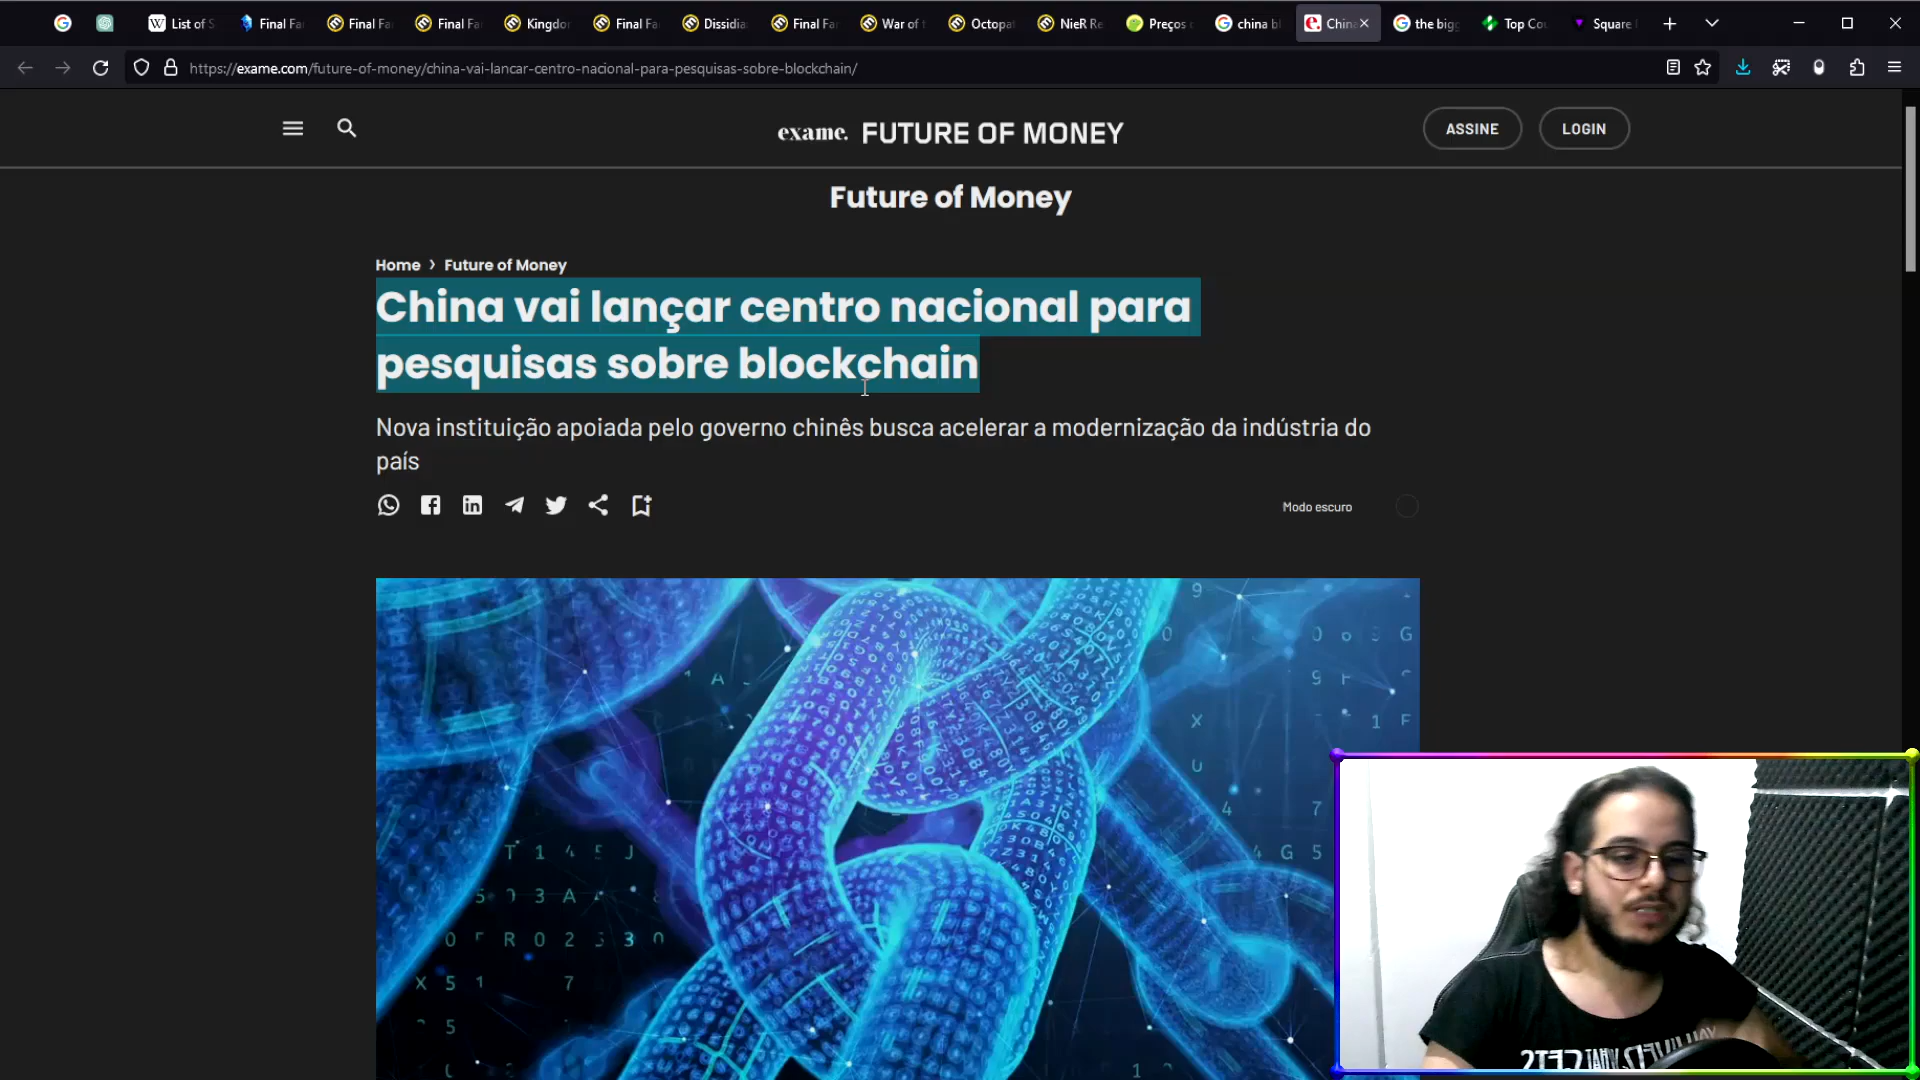 List of S
Final Fa
Final Fa
Final Fa
Kingdo
Final Fa
Dissidia
Final Fa
War of t
Octopat
NieR Re
Preços
china b
China
the bigg
Top Co
Square
https://exame.com/future-of-money/china-vai-lancar-centro-nacional-para-pesquisas-sobre-blockchain/
exame. FUTURE OF MONEY
ASSINE
LOGIN
Future of Money
Home › Future of Money
China vai lançar centro nacional para
pesquisas sobre blockchain
Nova instituição apoiada pelo governo chinês busca acelerar a modernização da indústria do
país
Modo escuro